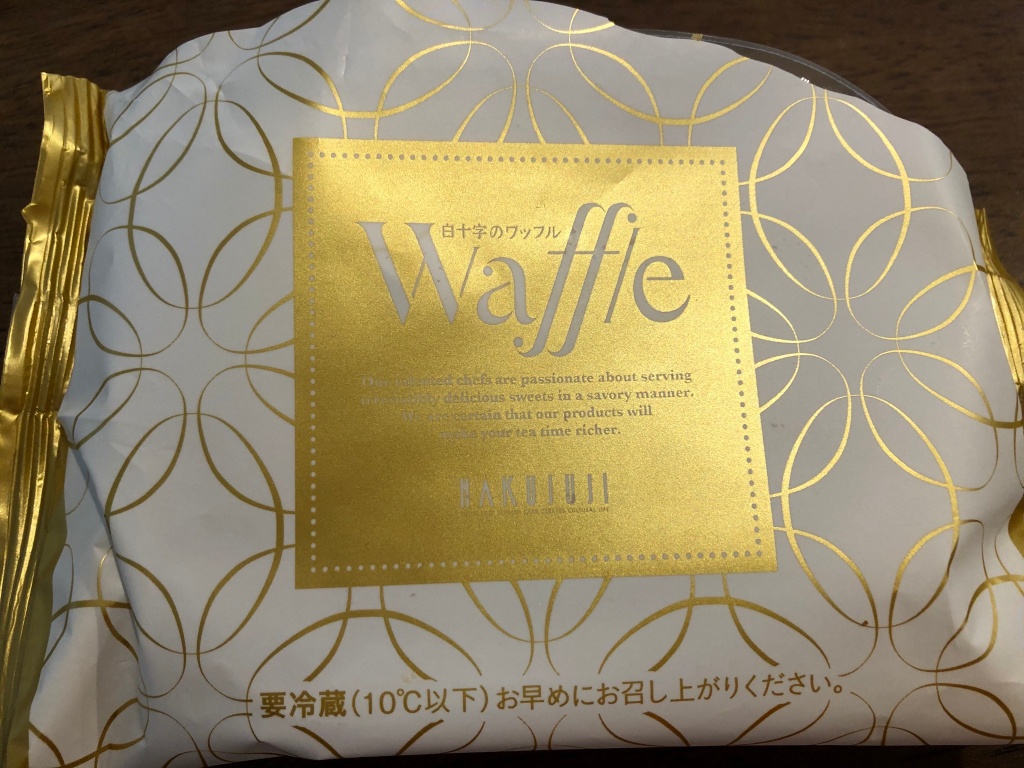 白十字のワッフル
Waffle
Our talented chefs are passionate about serving
delicious sweets in a savory manner.
We are certain that our products will
make your tea time richer.
HAKUJUJI
要冷蔵(10℃以下)お早めにお召し上がりください。